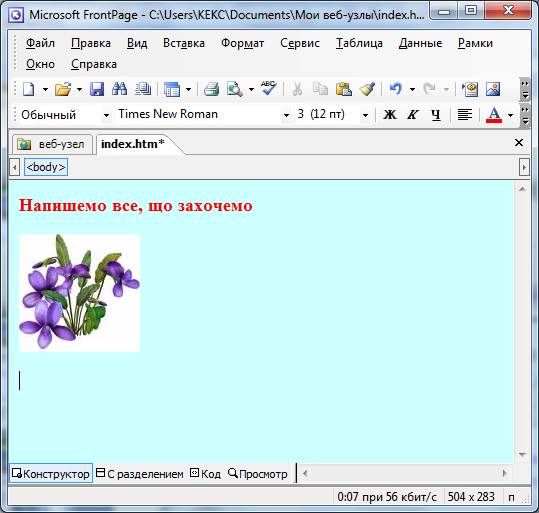 Microsoft FrontPage - C:\Users\КЕКС\Documents\Мои веб-узлы\index.h...
Файл Правка Вид Вставка Формат Сервис Таблица Данные Рамки
Окно Справка
Обычный Times New Roman 3 (12 пт) Ж К Ч A
веб-узел index.htm*
<body>
Напишемо все, що захочемо
Конструктор С разделением Код Просмотр
0:07 при 56 кбит/с 504 x 283 п